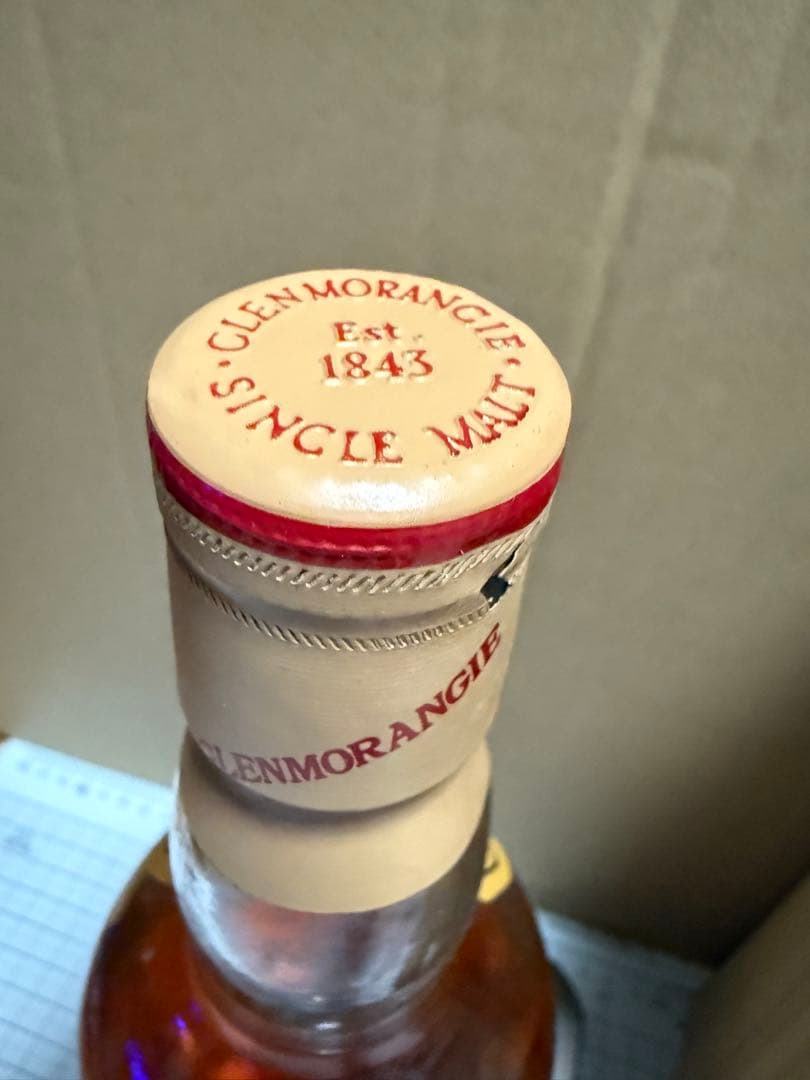 GLENMORANGIE
Est.
1843
SINGLE MALT
GLENMORANGIE